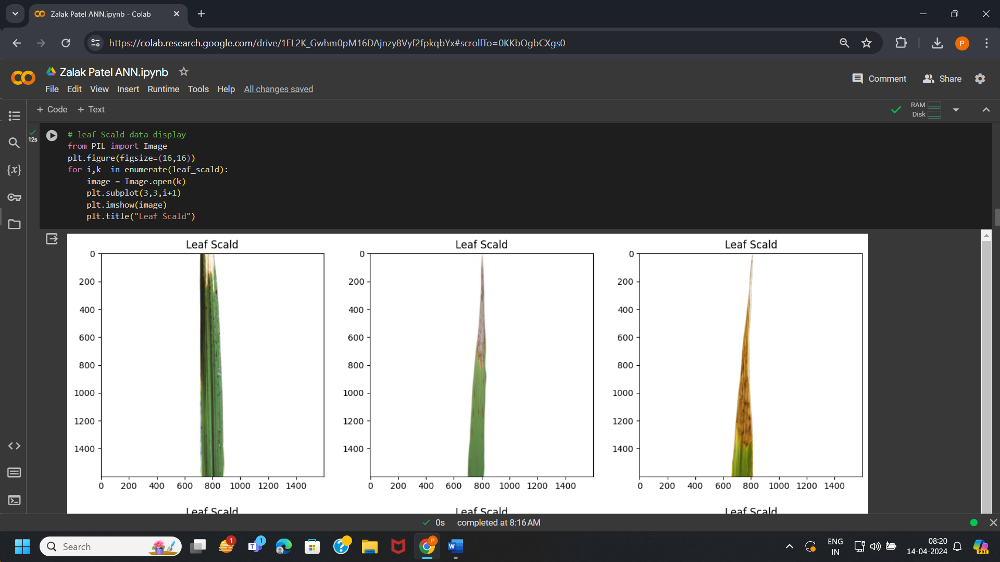 Zalak Patel ANN.ipynb - Colab
https://colab.research.google.com/drive/1FL2K_Gwhm0pM16DAjnzy8Vyf2fpkqbYx#scrollTo=0KKbOgbCXgs0
P
Zalak Patel ANN.ipynb
File Edit View Insert Runtime Tools Help All changes saved
Comment Share
+ Code + Text
RAM
Disk
12s
# leaf Scald data display
from PIL import Image
plt.figure(figsize=(16,16))
for i,k  in enumerate(leaf_scald):
    image = Image.open(k)
    plt.subplot(3,3,i+1)
    plt.imshow(image)
    plt.title("Leaf Scald")
{x}
Leaf Scald Leaf Scald Leaf Scald
0 0 0
200 200 200
400 400 400
600 600 600
800 800 800
1000 1000 1000
1200 1200 1200
1400 1400 1400
0 200 400 600 800 1000 1200 1400 0 200 400 600 800 1000 1200 1400 0 200 400 600 800 1000 1200 1400
Leaf Scald Leaf Scald Leaf Scald
0s completed at 8:16 AM
Search
1
1
P
W
ENG
IN
08:20
14-04-2024
PRE